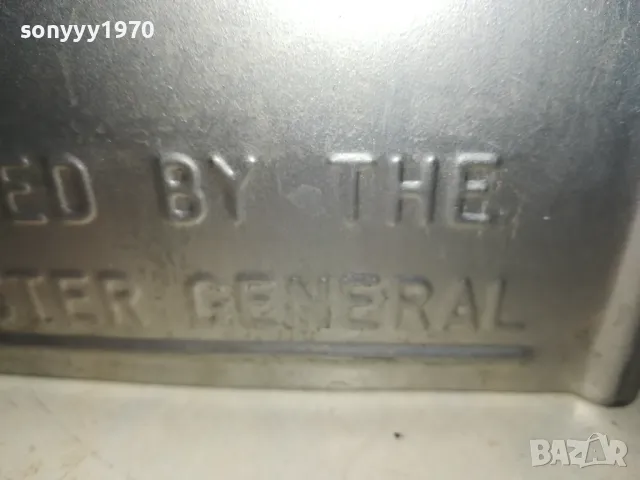 sonyyy1970
ED BY THE
STER GENERAL
BAZAR